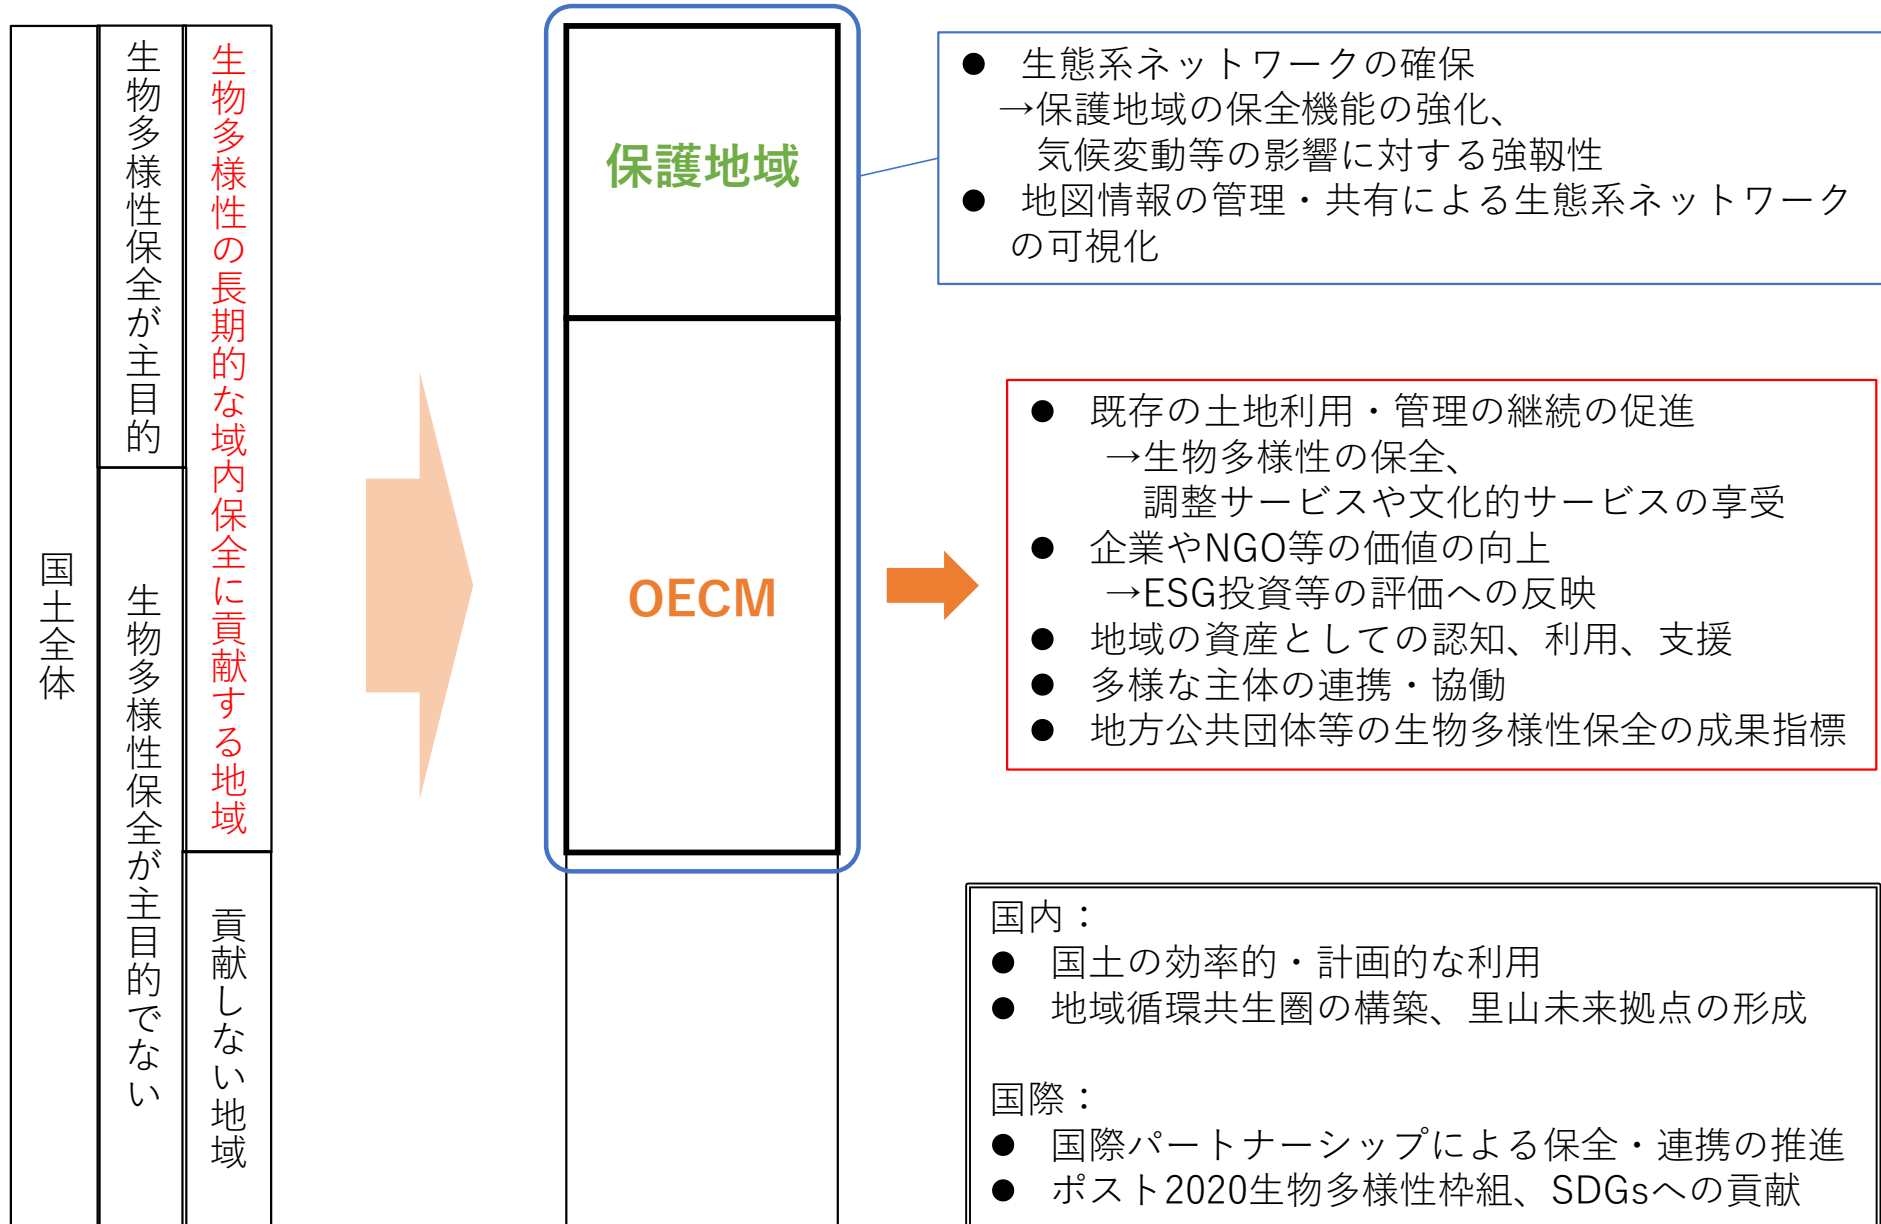 国土全体
生物多様性保全が主目的
生物多様性保全が主目的でない
生物多様性の長期的な域内保全に貢献する地域
貢献しない地域
保護地域
OECM
● 生態系ネットワークの確保
→保護地域の保全機能の強化、
気候変動等の影響に対する強靱性
● 地図情報の管理・共有による生態系ネットワーク
の可視化
● 既存の土地利用・管理の継続の促進
→生物多様性の保全、
調整サービスや文化的サービスの享受
● 企業やNGO等の価値の向上
→ESG投資等の評価への反映
● 地域の資産としての認知、利用、支援
● 多様な主体の連携・協働
● 地方公共団体等の生物多様性保全の成果指標
国内：
● 国土の効率的・計画的な利用
● 地域循環共生圏の構築、里山未来拠点の形成
国際：
● 国際パートナーシップによる保全・連携の推進
● ポスト2020生物多様性枠組、SDGsへの貢献